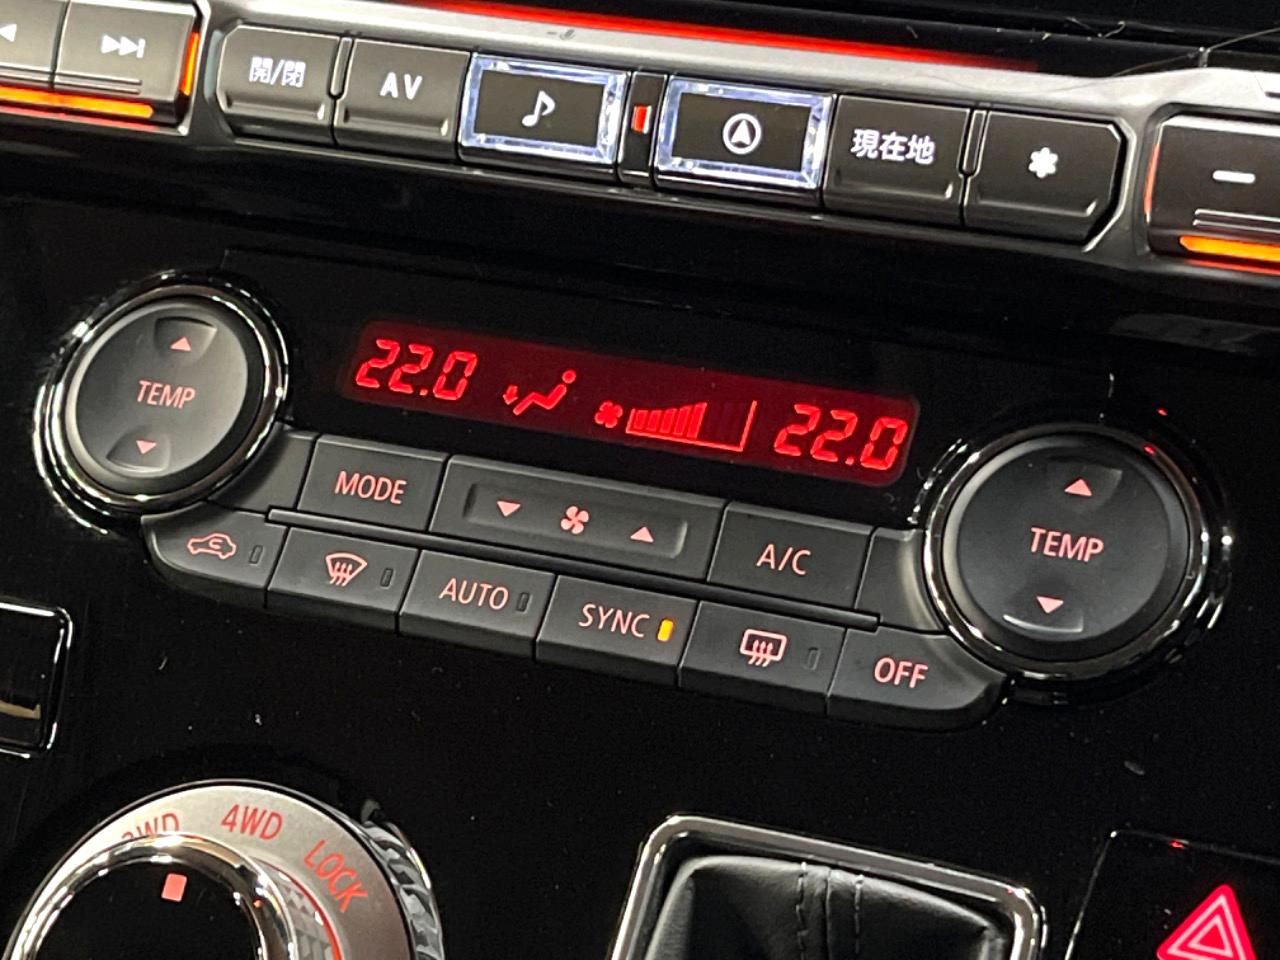 開/閉
AV
現在地
22.0
22.0
TEMP
MODE
A/C
TEMP
AUTO
SYNC
OFF
2WD
4WD
LOCK